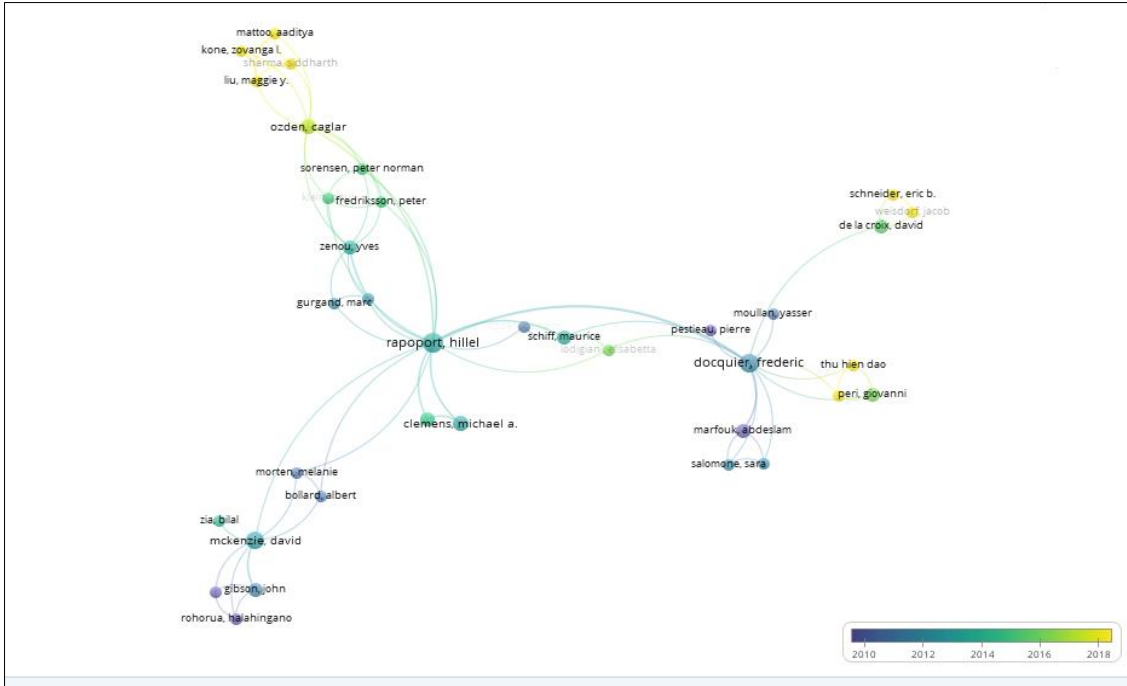 mattoo, aaditya
kone, zovanga l.
sharma, siddharth
liu, maggie y.
ozden, caglar
sorensen, peter norman
fredriksson, peter
zenou, yves
gurgand, marc
rapoport, hillel
schiff, maurice
clemens, michael a.
morten, melanie
bollard, albert
zia, bilal
mckenzie, david
gibson, john
rohorua, halahingano
schneider, eric b.
weisdorf, jacob
de la croix, david
moullan, yasser
pestieau, pierre
docquier, frederic
thu hien dao
peri, giovanni
marfouk, abdeslam
salomone, sara
2010 2012 2014 2016 2018